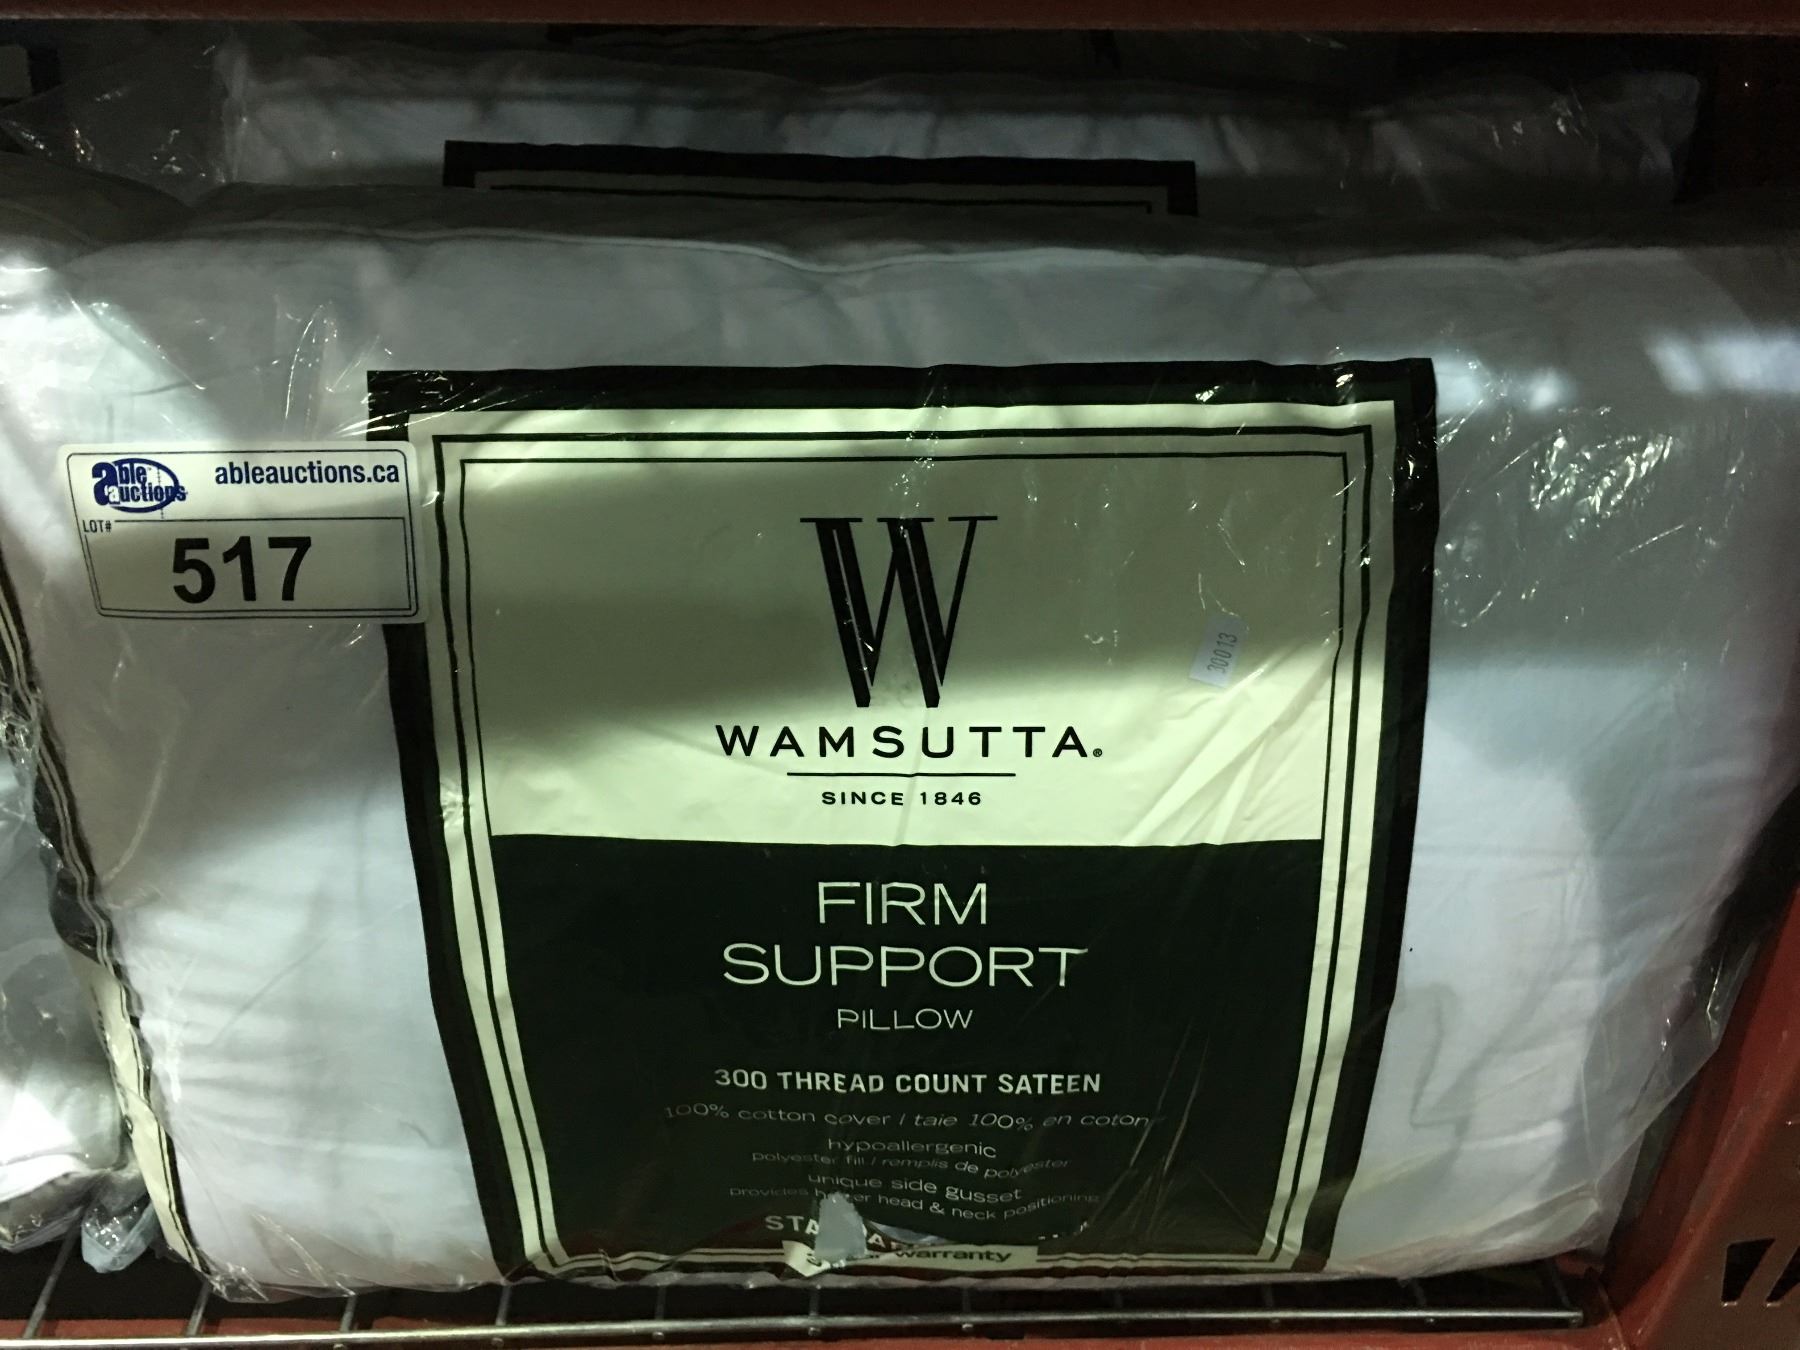 able auctions
ableauctions.ca
LOT#
517
W
30013
WAMSUTTA®
SINCE 1846
FIRM
SUPPORT
PILLOW
300 THREAD COUNT SATEEN
100% cotton cover / taie 100% en coton
hypoallergenic
polyester fill / remplis de polyester
unique side gusset
provides head & neck positioning
warranty